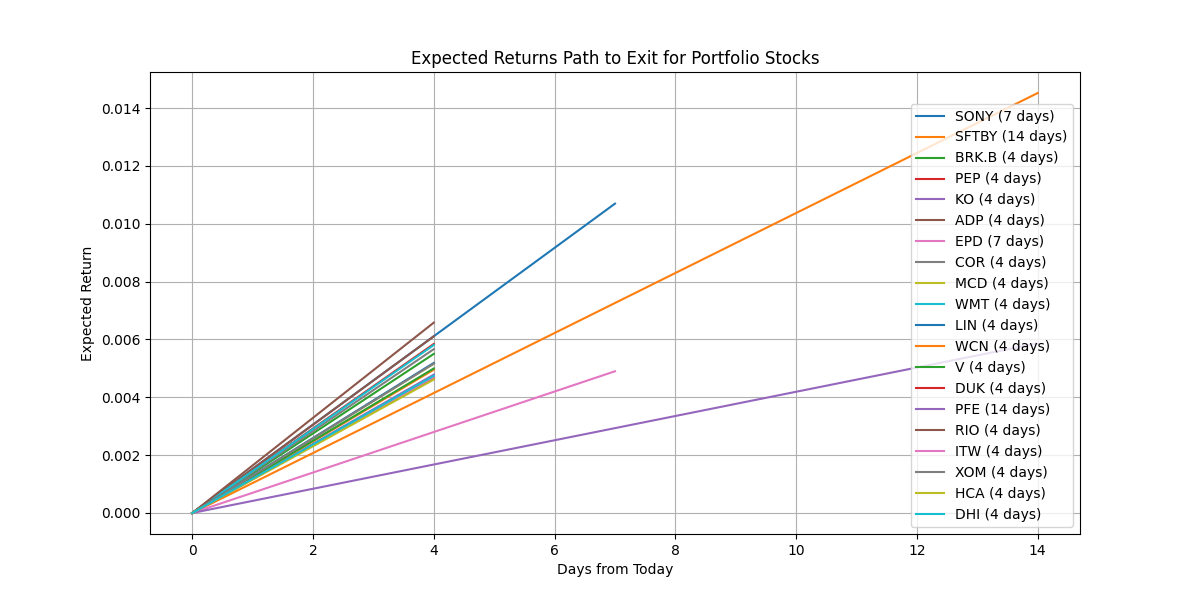 Expected Returns Path to Exit for Portfolio Stocks
Expected Return
0.014
0.012
0.010
0.008
0.006
0.004
0.002
0.000
SONY (7 days)
SFTBY (14 days)
BRK.B (4 days)
PEP (4 days)
KO (4 days)
ADP (4 days)
EPD (7 days)
COR (4 days)
MCD (4 days)
WMT (4 days)
LIN (4 days)
WCN (4 days)
V (4 days)
DUK (4 days)
PFE (14 days)
RIO (4 days)
ITW (4 days)
XOM (4 days)
HCA (4 days)
DHI (4 days)
0 2 4 6 8 10 12 14
Days from Today